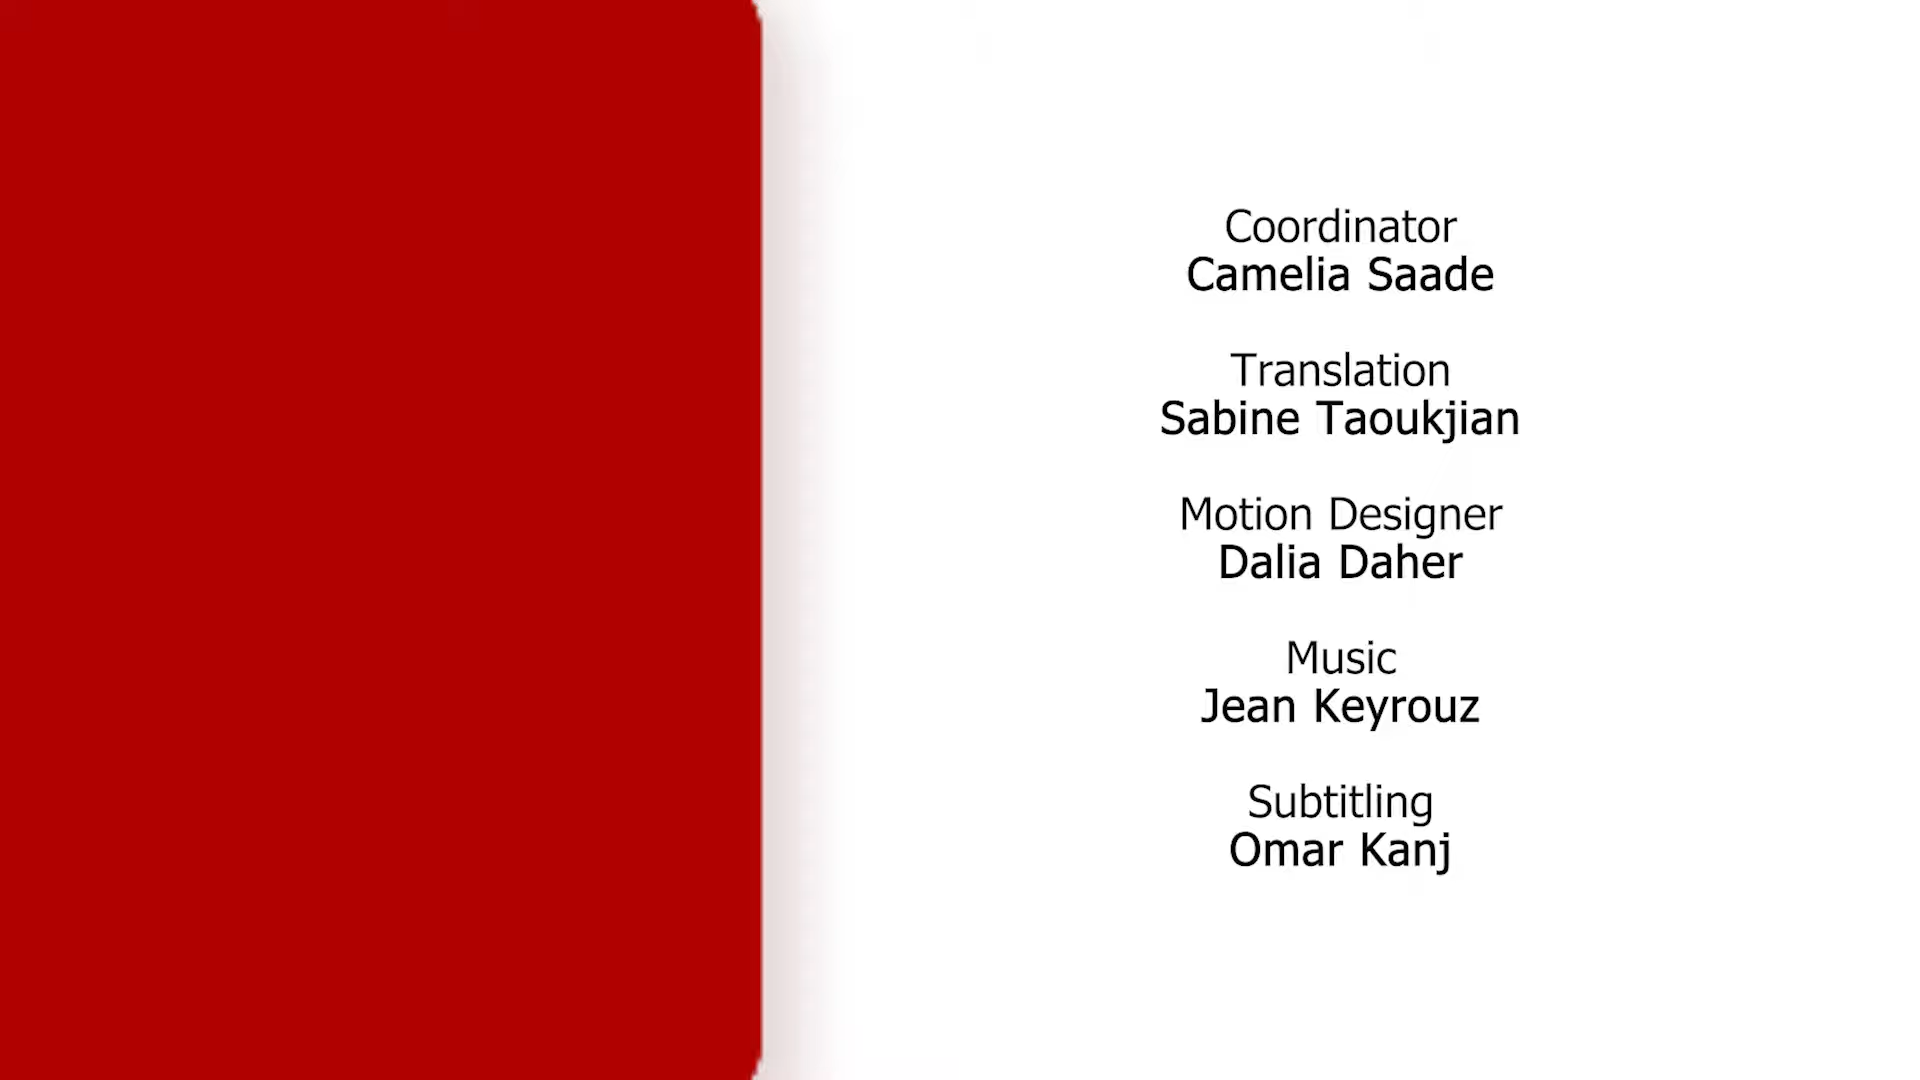 Coordinator
Camelia Saade
Translation
Sabine Taoukjian
Motion Designer
Dalia Daher
Music
Jean Keyrouz
Subtitling
Omar Kanj